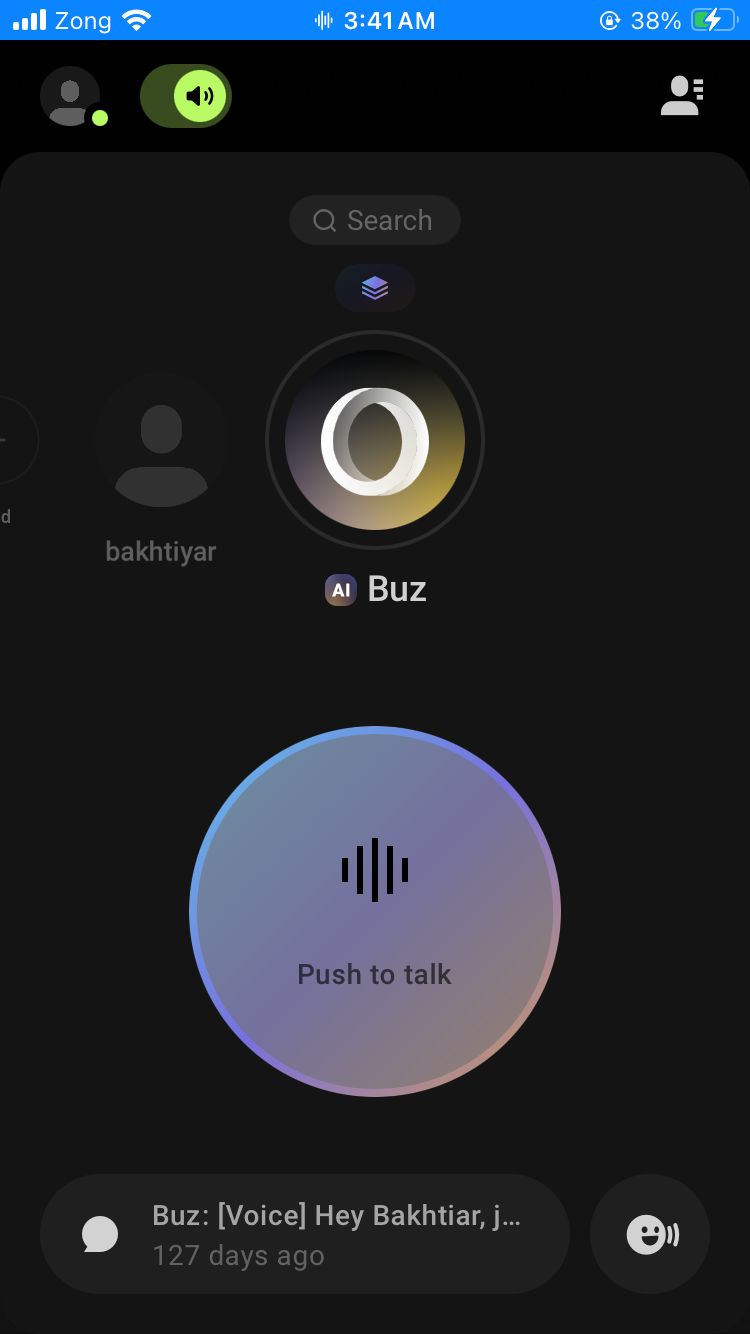 Zong
3:41 AM
38%
Search
d
bakhtiyar
AI Buz
Push to talk
Buz: [Voice] Hey Bakhtiar, j...
127 days ago